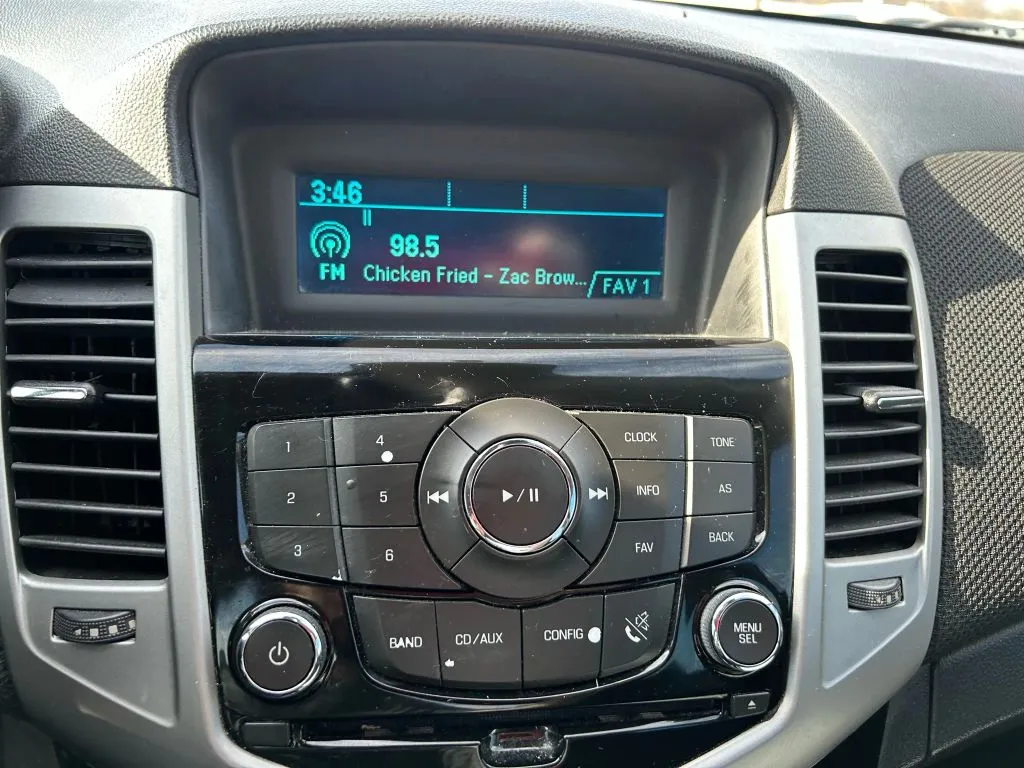 3:46
98.5
FM
Chicken Fried - Zac Brow...
FAV 1
1
4
2
5
3
6
CLOCK
TONE
INFO
AS
FAV
BACK
BAND
CD/AUX
CONFIG
MENU
SEL